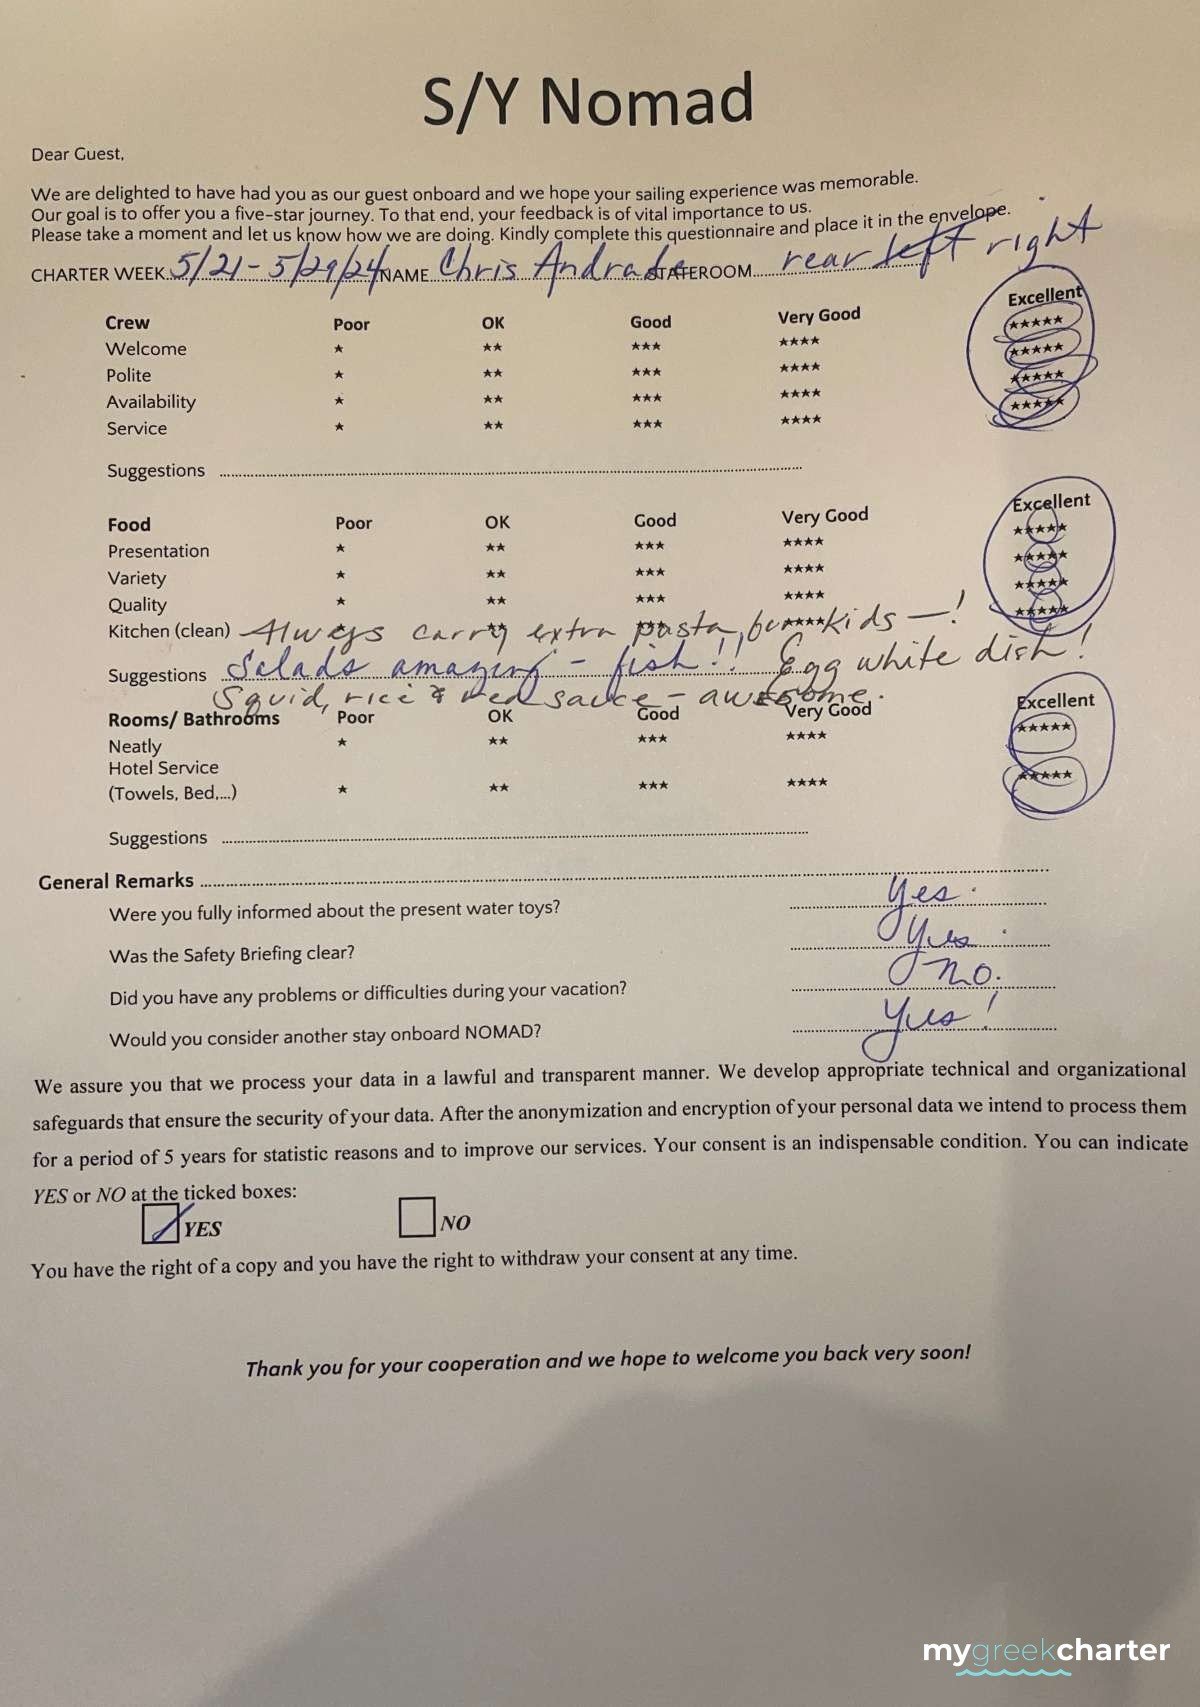 S/Y Nomad
Dear Guest,
We are delighted to have had you as our guest onboard and we hope your sailing experience was memorable.
Our goal is to offer you a five-star journey. To that end, your feedback is of vital importance to us.
Please take a moment and let us know how we are doing. Kindly complete this questionnaire and place it in the envelope.
CHARTER WEEK 5/21 - 5/29/24 NAME Chris Andrade STATEROOM rear left right
Crew Poor OK Good Very Good Excellent
Welcome ★ ★★ ★★★ ★★★★ ★★★★★
Polite ★ ★★ ★★★ ★★★★ ★★★★★
Availability ★ ★★ ★★★ ★★★★ ★★★★★
Service ★ ★★ ★★★ ★★★★ ★★★★★
Suggestions
Food Poor OK Good Very Good Excellent
Presentation ★ ★★ ★★★ ★★★★ ★★★★★
Variety ★ ★★ ★★★ ★★★★ ★★★★★
Quality ★ ★★ ★★★ ★★★★ ★★★★★
Kitchen (clean) Always carry extra pasta for kids - ! ★★★★★
Suggestions Salads amazing - fish!! Egg white dish!
Squid, rice & red sauce - awesome.
Rooms/ Bathrooms Poor OK Good Very Good Excellent
Neatly ★ ★★ ★★★ ★★★★ ★★★★★
Hotel Service
(Towels, Bed,...) ★ ★★ ★★★ ★★★★ ★★★★★
Suggestions
General Remarks
Were you fully informed about the present water toys? Yes.
Was the Safety Briefing clear? Yes.
Did you have any problems or difficulties during your vacation? no.
Would you consider another stay onboard NOMAD? Yes!
We assure you that we process your data in a lawful and transparent manner. We develop appropriate technical and organizational
safeguards that ensure the security of your data. After the anonymization and encryption of your personal data we intend to process them
for a period of 5 years for statistic reasons and to improve our services. Your consent is an indispensable condition. You can indicate
YES or NO at the ticked boxes:
YES NO
You have the right of a copy and you have the right to withdraw your consent at any time.
Thank you for your cooperation and we hope to welcome you back very soon!
mygreekcharter